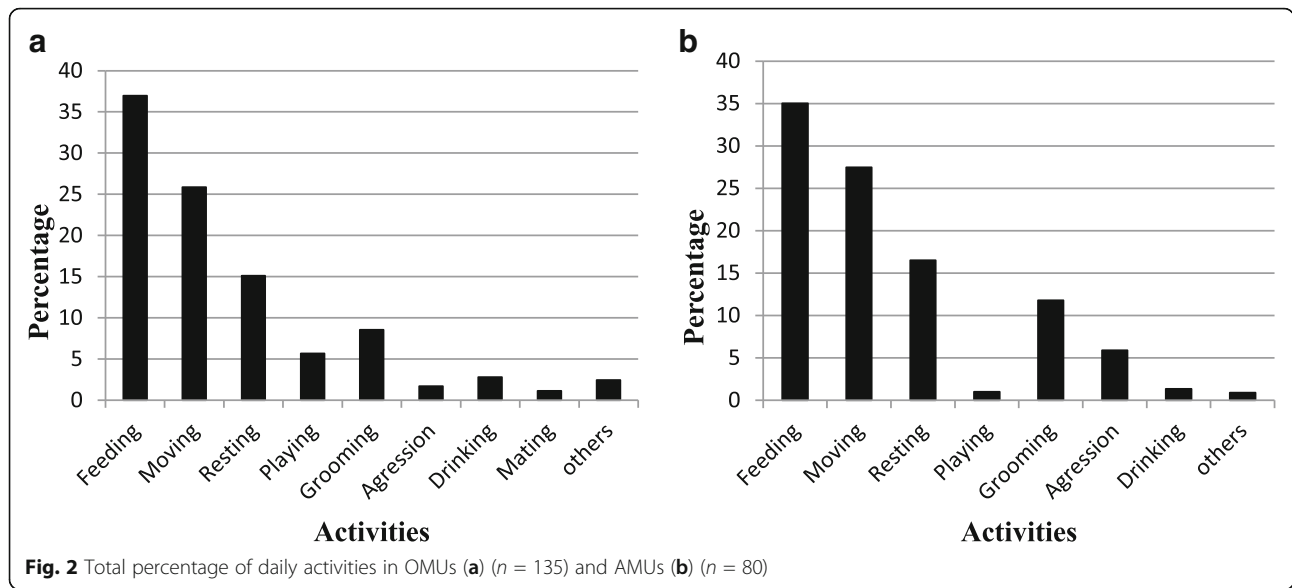 a
40
35
30
25
20
15
10
5
0
Percentage
Feeding
Moving
Resting
Playing
Grooming
Agression
Drinking
Mating
others
Activities
b
40
35
30
25
20
15
10
5
0
Percentage
Feeding
Moving
Resting
Playing
Grooming
Agression
Drinking
others
Activities
Fig. 2 Total percentage of daily activities in OMUs (a) (n = 135) and AMUs (b) (n = 80)